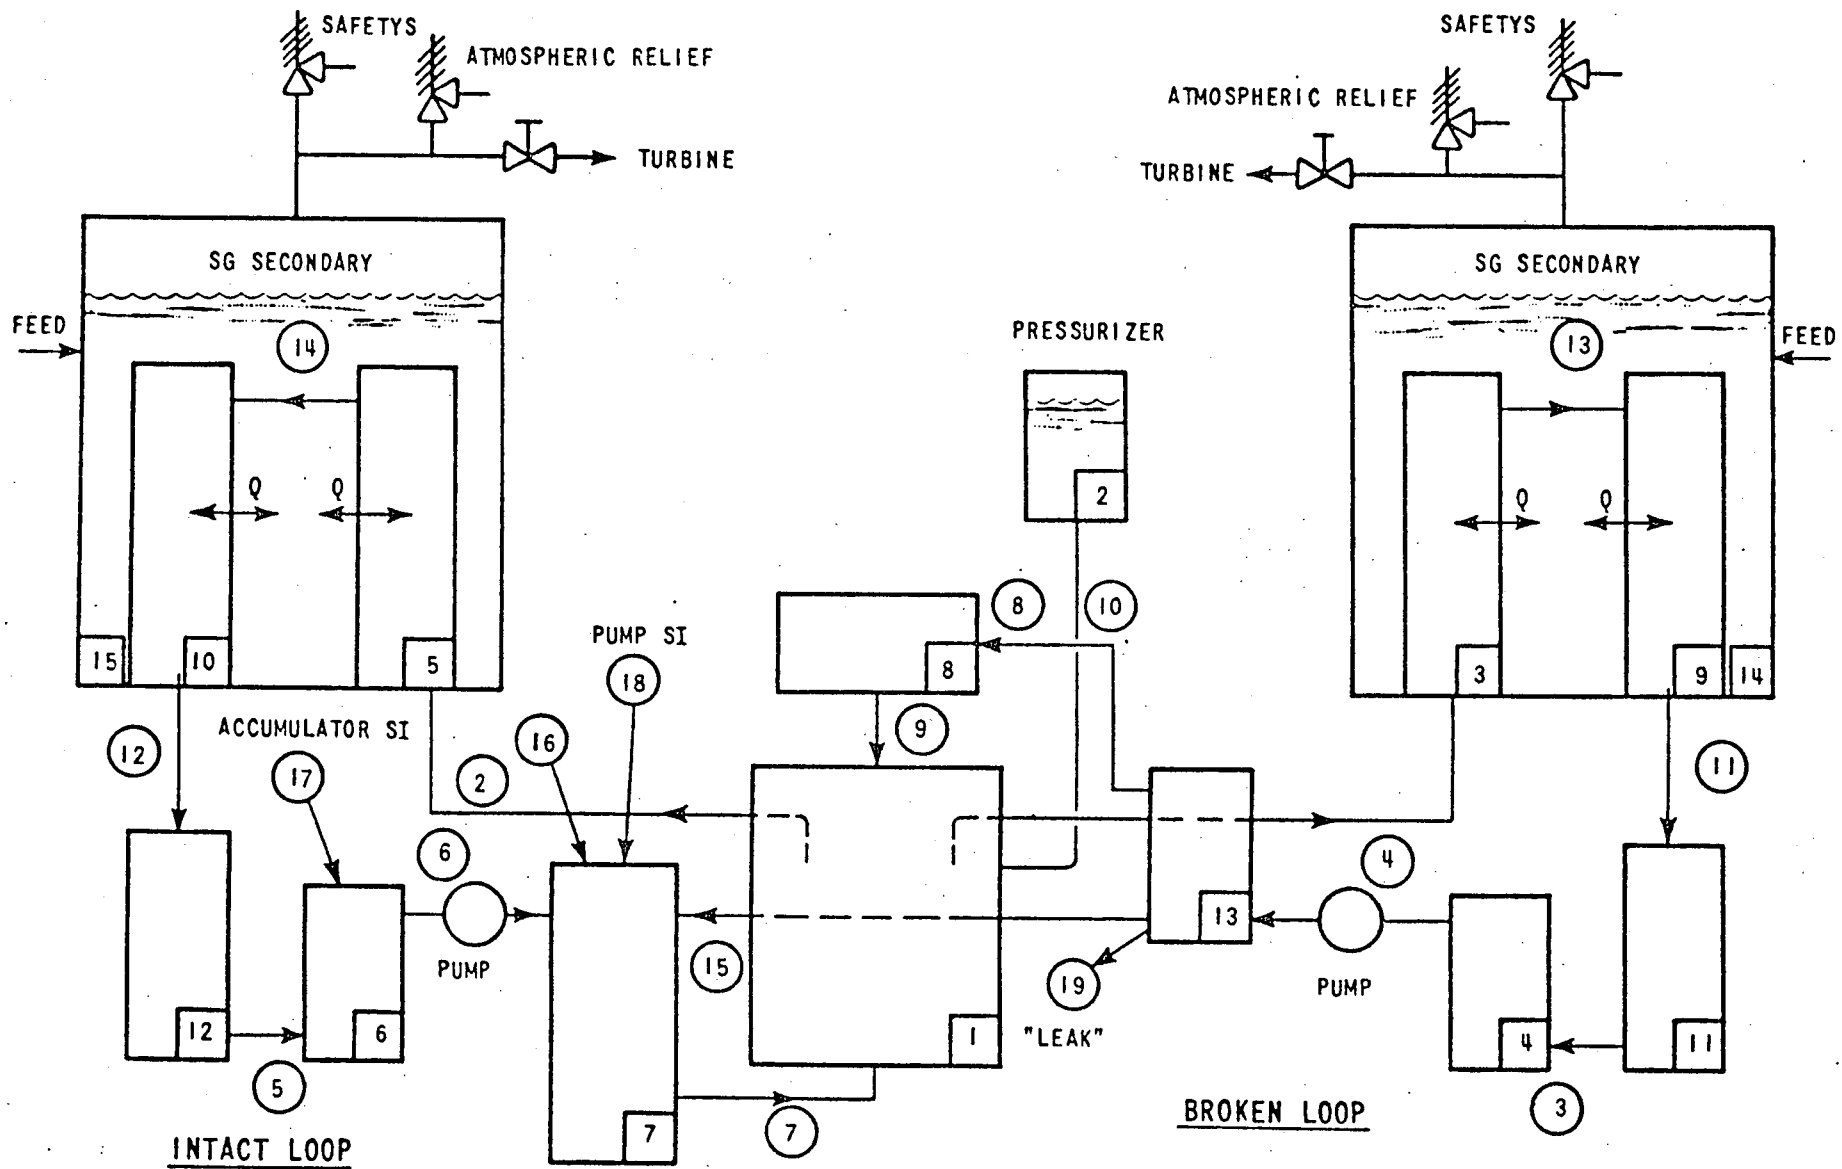 SAFETYS
ATMOSPHERIC RELIEF
TURBINE
SAFETYS
ATMOSPHERIC RELIEF
TURBINE
SG SECONDARY
SG SECONDARY
FEED
14
PRESSURIZER
13
FEED
Q Q
2
Q Q
15
10
5
PUMP SI
18
8
8
10
3
9
14
ACCUMULATOR SI
12
17
2
16
9
11
6
4
PUMP
15
13
19
"LEAK"
PUMP
12
6
5
1
4
11
3
7
7
INTACT LOOP
BROKEN LOOP